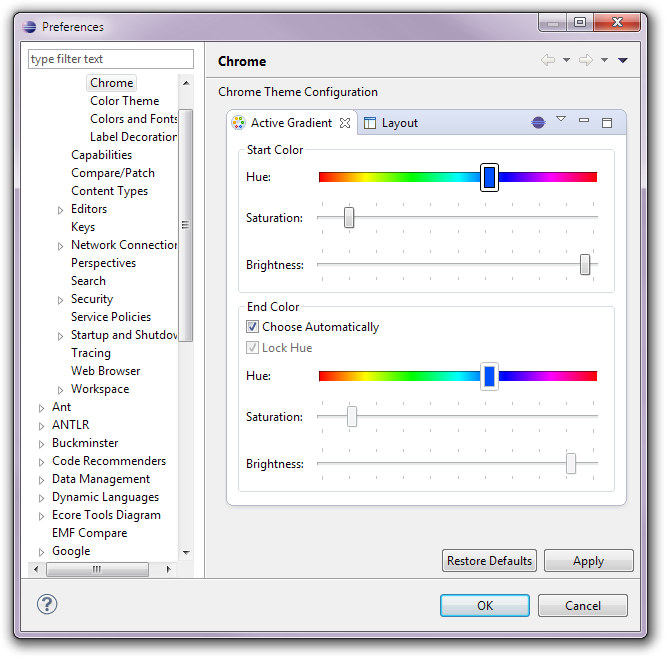 Preferences
type filter text
Chrome
Color Theme
Colors and Fonts
Label Decoration
Capabilities
Compare/Patch
Content Types
Editors
Keys
Network Connection
Perspectives
Search
Security
Service Policies
Startup and Shutdow
Tracing
Web Browser
Workspace
Ant
ANTLR
Buckminster
Code Recommenders
Data Management
Dynamic Languages
Ecore Tools Diagram
EMF Compare
Google
Chrome
Chrome Theme Configuration
Active Gradient
Layout
Start Color
Hue:
Saturation:
Brightness:
End Color
Choose Automatically
Lock Hue
Hue:
Saturation:
Brightness:
Restore Defaults
Apply
OK
Cancel